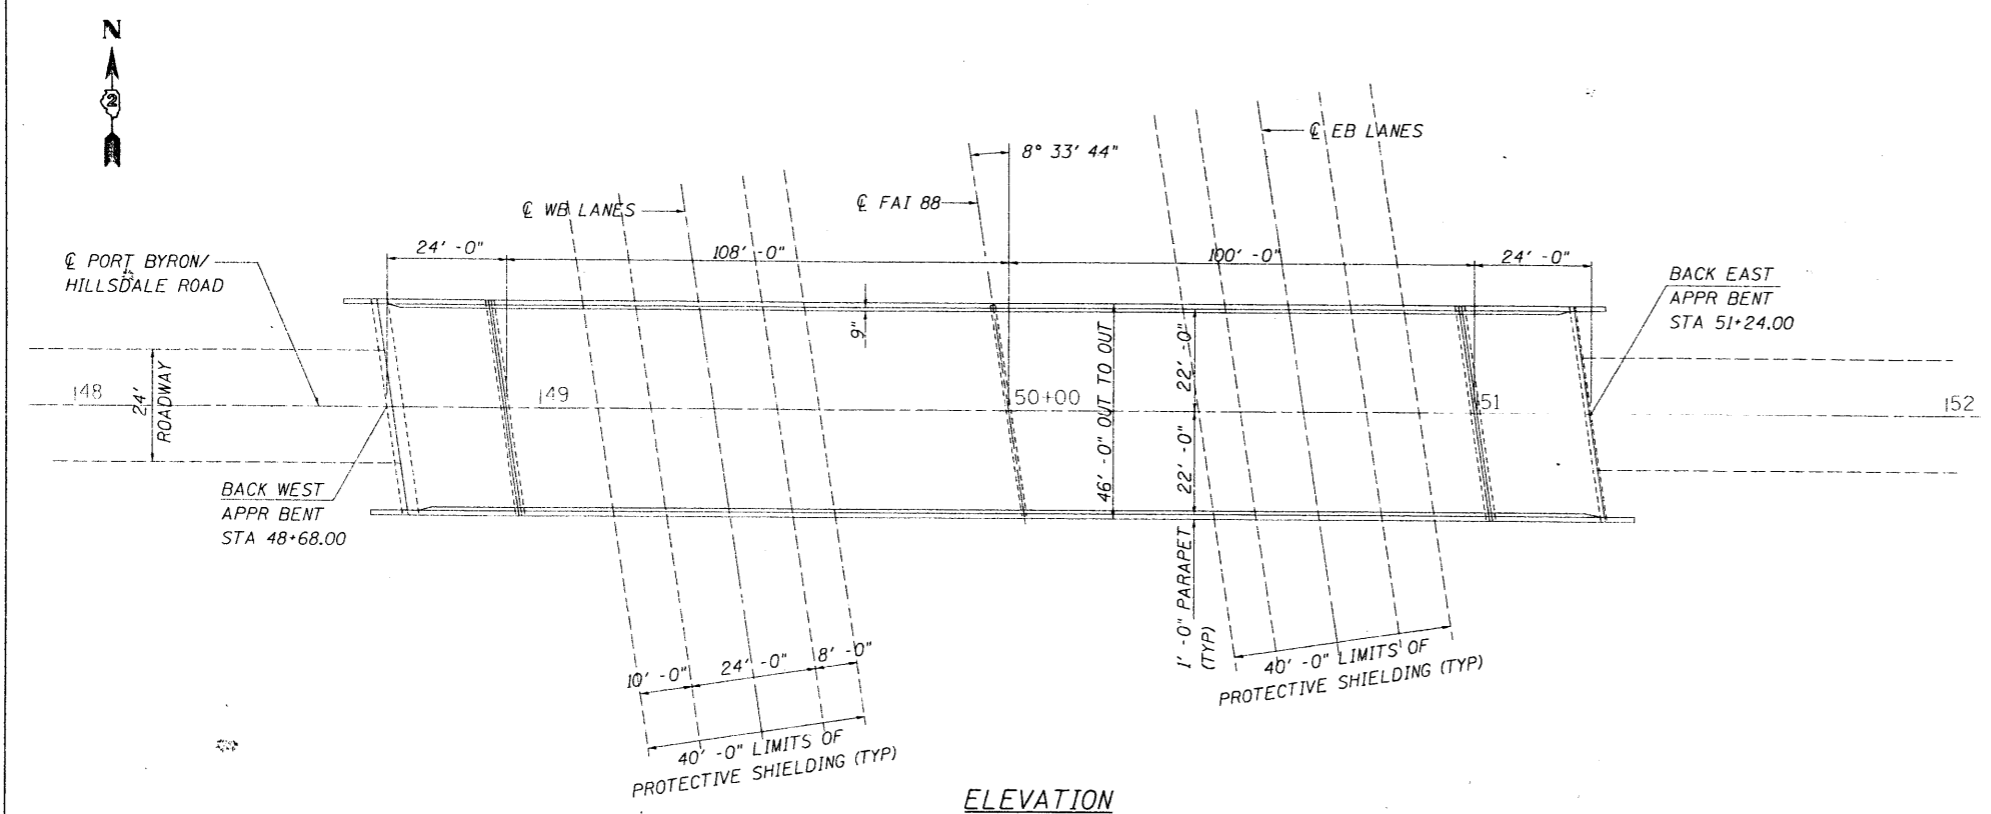 N
2
℄ EB LANES
8° 33' 44"
℄ WB LANES
℄ FAI 88
℄ PORT BYRON/
HILLSDALE ROAD
24' -0"
108' -0"
100' -0"
24' -0"
BACK EAST
APPR BENT
STA 51+24.00
9"
148
24'
ROADWAY
149
50+00
46' -0" OUT TO OUT
22' -0"
22' -0"
51
152
BACK WEST
APPR BENT
STA 48+68.00
1' -0" PARAPET
(TYP)
10' -0"
24' -0"
8' -0"
40' -0" LIMITS OF
PROTECTIVE SHIELDING (TYP)
40' -0" LIMITS OF
PROTECTIVE SHIELDING (TYP)
ELEVATION